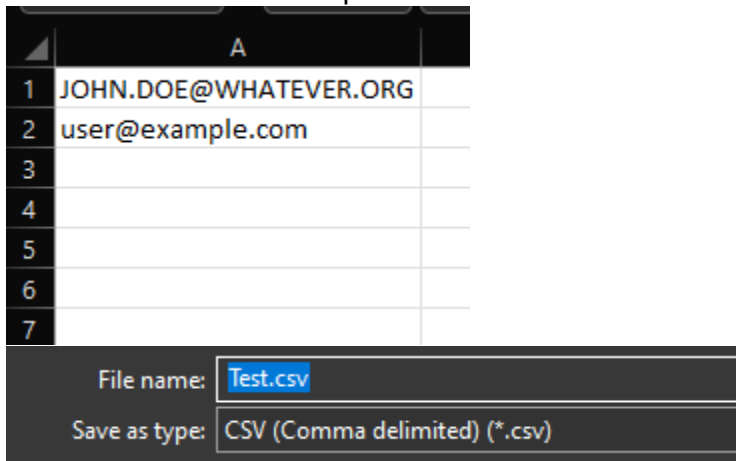 A
1 JOHN.DOE@WHATEVER.ORG
2 user@example.com
3
4
5
6
7
File name: Test.csv
Save as type: CSV (Comma delimited) (*.csv)